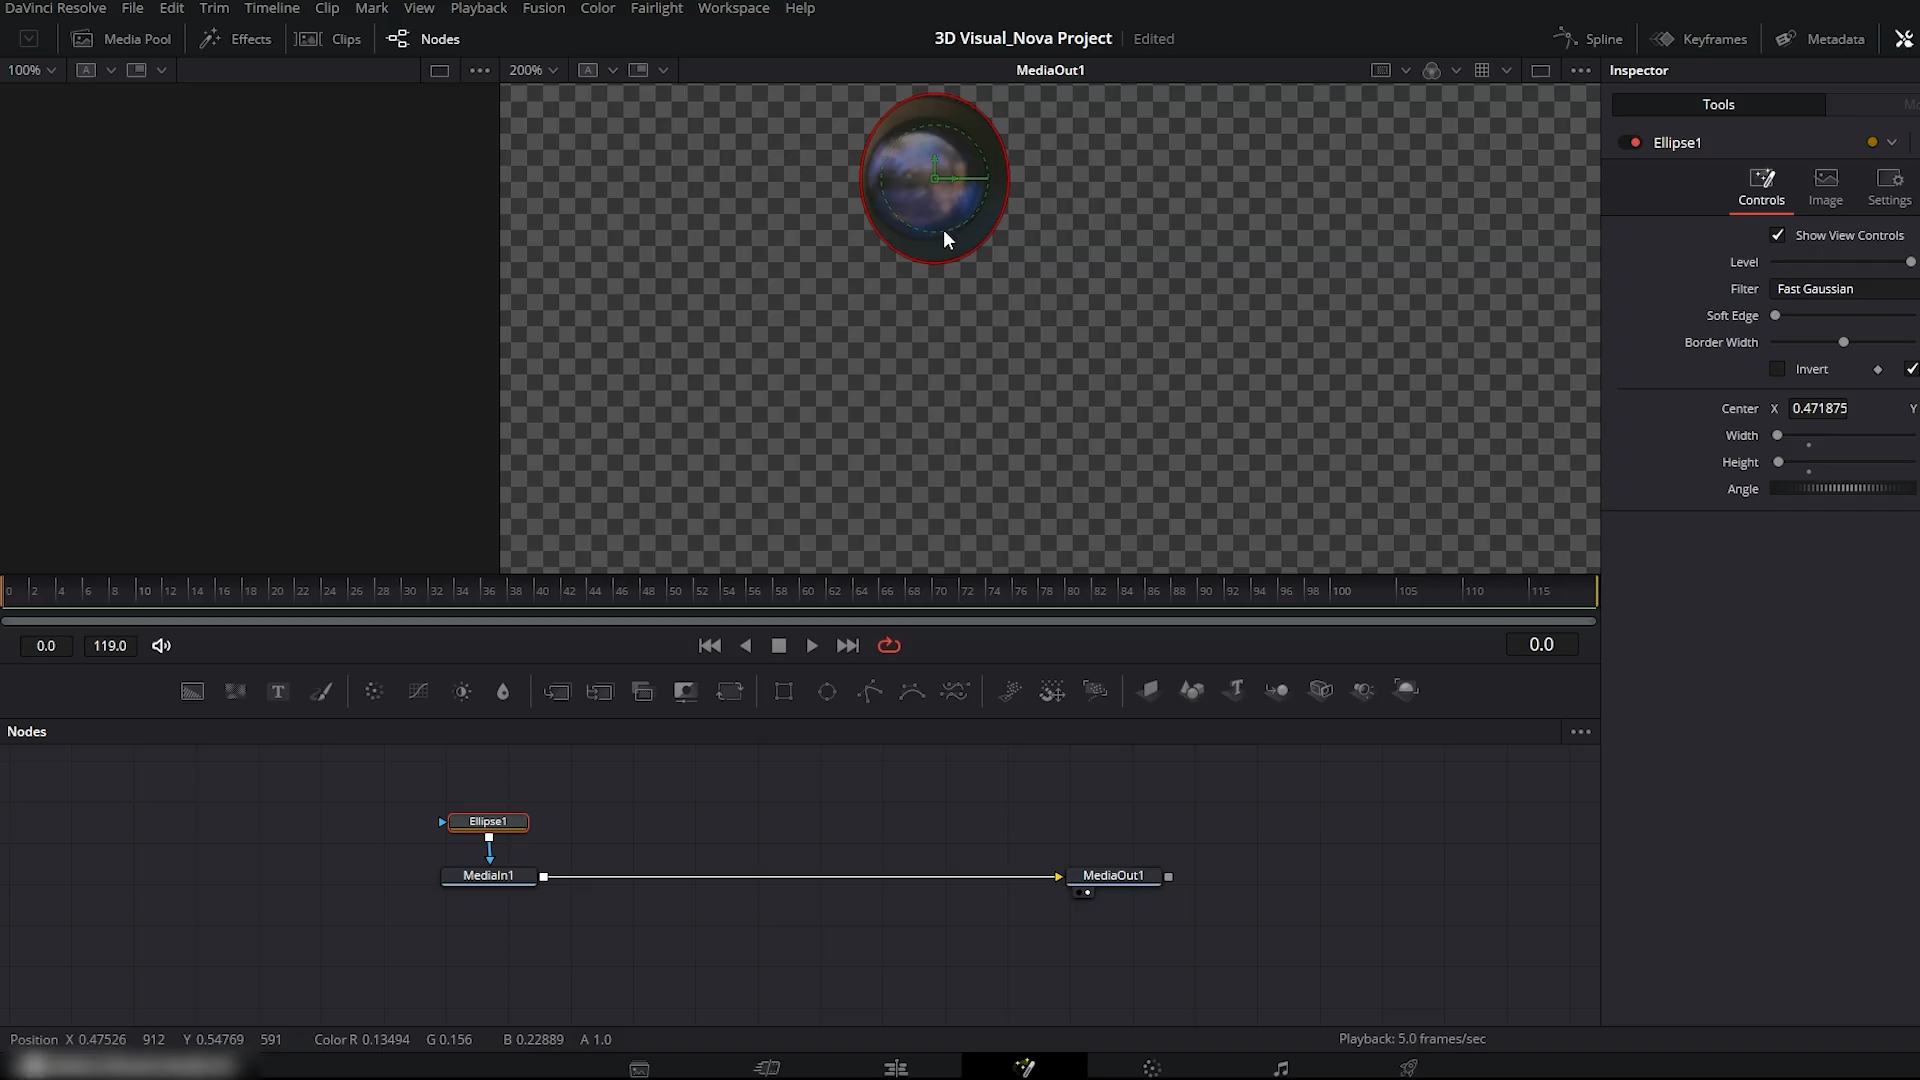 DaVinci Resolve File Edit Trim Timeline Clip Mark View Playback Fusion Color Fairlight Workspace Help
Media Pool Effects Clips Nodes 3D Visual_Nova Project Edited Spline Keyframes Metadata
100% A 200% A MediaOut1 Inspector
Tools
Ellipse1
Controls Image Settings
Show View Controls
Level
Filter Fast Gaussian
Soft Edge
Border Width
Invert
Center X 0.471875 Y
Width
Height
Angle
0 2 4 6 8 10 12 14 16 18 20 22 24 26 28 30 32 34 36 38 40 42 44 46 48 50 52 54 56 58 60 62 64 66 68 70 72 74 76 78 80 82 84 86 88 90 92 94 96 98 100 105 110 115
0.0 119.0 0.0
T T
Nodes
Ellipse1
MediaIn1 MediaOut1
Position X 0.47526 912 Y 0.54769 591 Color R 0.13494 G 0.156 B 0.22889 A 1.0 Playback: 5.0 frames/sec